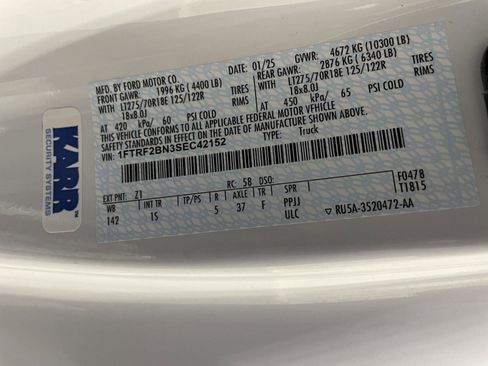 MFD. BY FORD MOTOR CO.
DATE: 01/25 GVWR: 4672 KG (10300 LB)
FRONT GAWR: 1996 KG (4400 LB) REAR GAWR: 2876 KG (6340 LB)
LT275/70R18E 125/122R TIRES LT275/70R18E 125/122R TIRES
18x8.0J RIMS 18x8.0J RIMS
AT 420 kPa/ 60 PSI COLD AT 450 kPa/ 65 PSI COLD
THIS VEHICLE CONFORMS TO ALL APPLICABLE FEDERAL MOTOR VEHICLE
SAFETY STANDARDS IN EFFECT ON THE DATE OF MANUFACTURE SHOWN ABOVE.
VIN: 1FTRF2BN3SEC42152 TYPE: Truck
EXT PNT: Z1 RC: 58 DSO: F0478
WB INT TR TP/PS R AXLE TR SPR T1815
142 IS 5 37 F PPJJ
ULC ▽ RU5A-3520472-AA
KARR™
SECURITY SYSTEMS